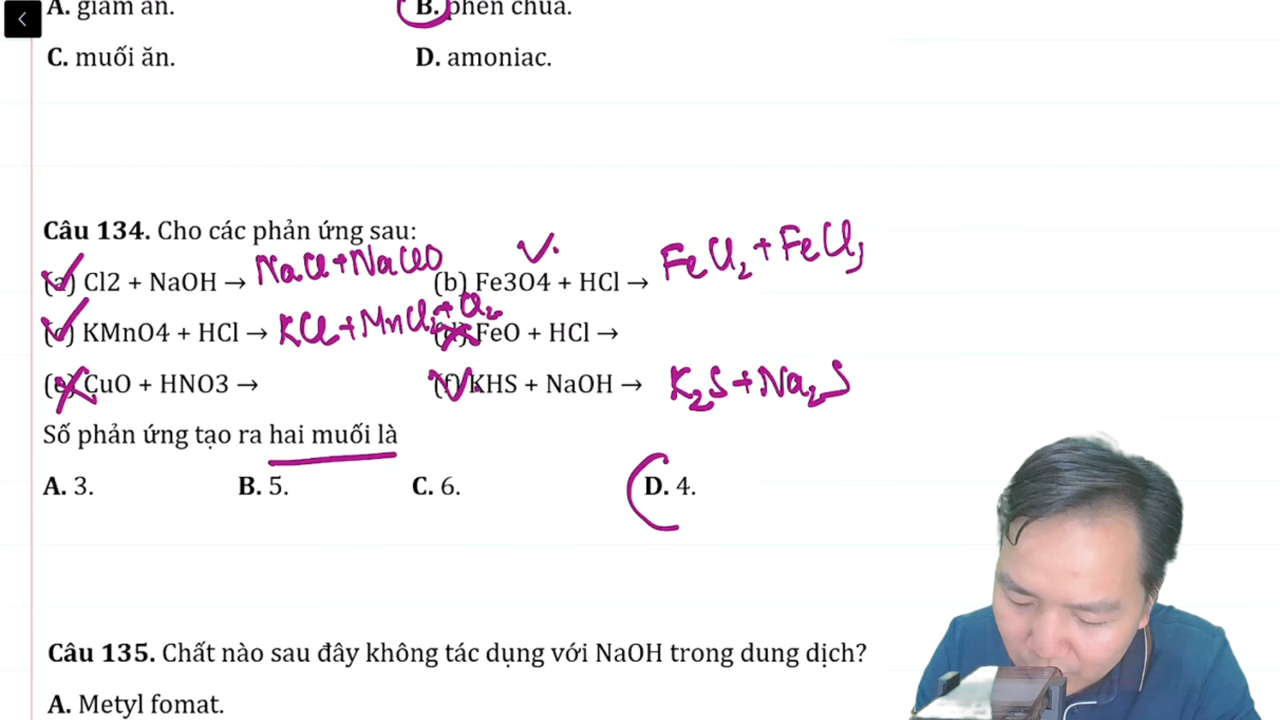 A. giấm ăn. B. phèn chua.
C. muối ăn. D. amoniac.
Câu 134. Cho các phản ứng sau:
(a) Cl2 + NaOH → NaCl + NaClO (b) Fe3O4 + HCl → FeCl2 + FeCl3
(c) KMnO4 + HCl → KCl + MnCl2 + Cl2 (d) FeO + HCl →
(e) CuO + HNO3 → (f) KHS + NaOH → K2S + Na2S
Số phản ứng tạo ra hai muối là
A. 3. B. 5. C. 6. D. 4.
Câu 135. Chất nào sau đây không tác dụng với NaOH trong dung dịch?
A. Metyl fomat.